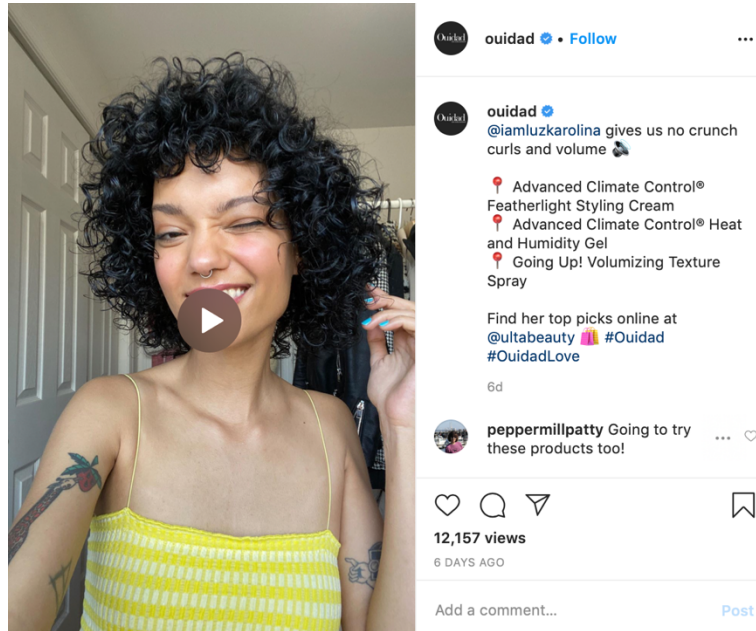 Ouidad
ouidad • Follow
Ouidad
ouidad
@iamluzkarolina gives us no crunch
curls and volume
Advanced Climate Control®
Featherlight Styling Cream
Advanced Climate Control® Heat
and Humidity Gel
Going Up! Volumizing Texture
Spray
Find her top picks online at
@ultabeauty #Ouidad
#OuidadLove
6d
peppermillpatty Going to try
these products too!
12,157 views
6 DAYS AGO
Add a comment...
Post